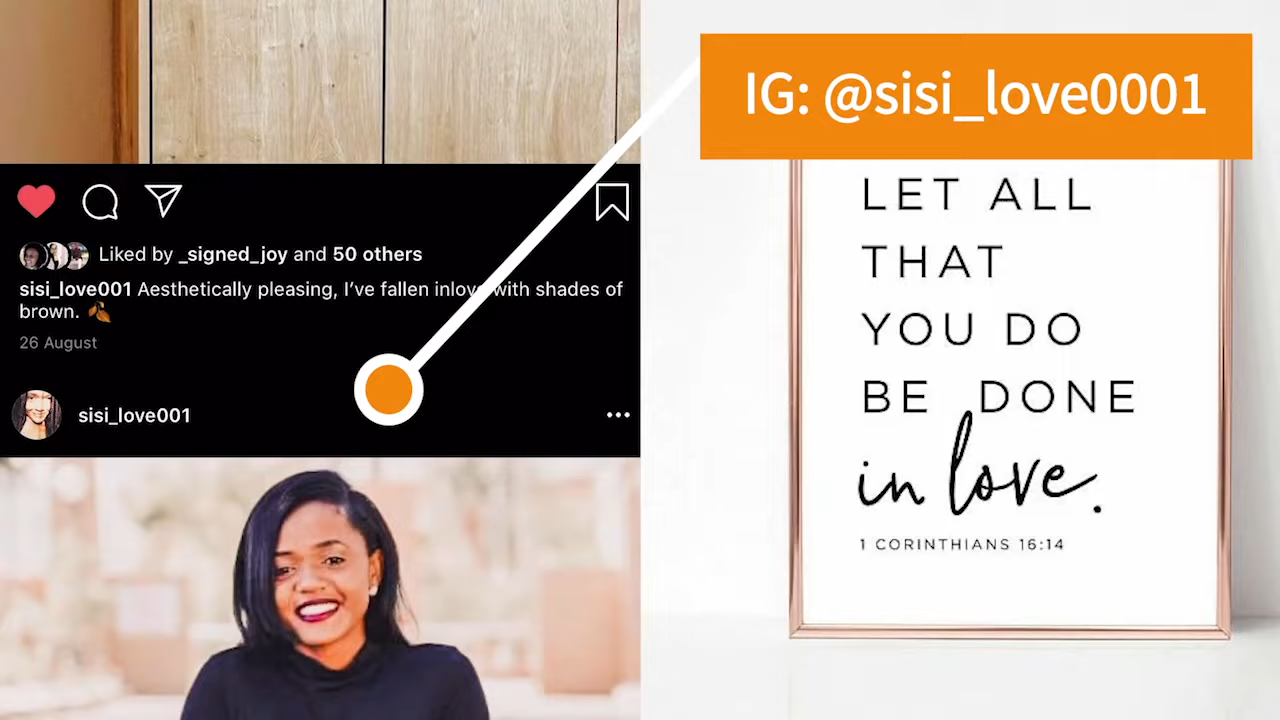 Liked by _signed_joy and 50 others
sisi_love001 Aesthetically pleasing, I've fallen inlove with shades of
brown. 🍂
26 August
sisi_love001
IG: @sisi_love0001
LET ALL
THAT
YOU DO
BE DONE
in love.
1 CORINTHIANS 16:14